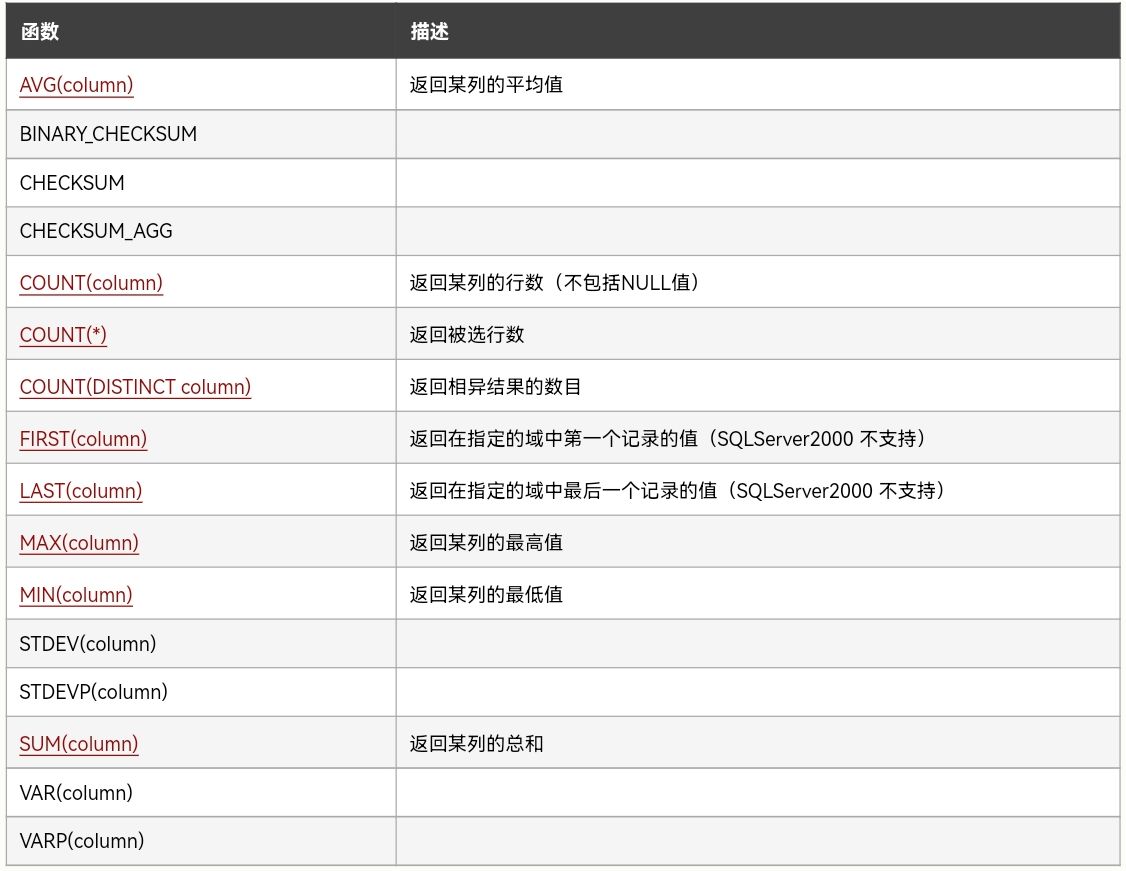 函数 描述
AVG(column) 返回某列的平均值
BINARY_CHECKSUM
CHECKSUM
CHECKSUM_AGG
COUNT(column) 返回某列的行数（不包括NULL值）
COUNT(*) 返回被选行数
COUNT(DISTINCT column) 返回相异结果的数目
FIRST(column) 返回在指定的域中第一个记录的值（SQLServer2000 不支持）
LAST(column) 返回在指定的域中最后一个记录的值（SQLServer2000 不支持）
MAX(column) 返回某列的最高值
MIN(column) 返回某列的最低值
STDEV(column)
STDEVP(column)
SUM(column) 返回某列的总和
VAR(column)
VARP(column)